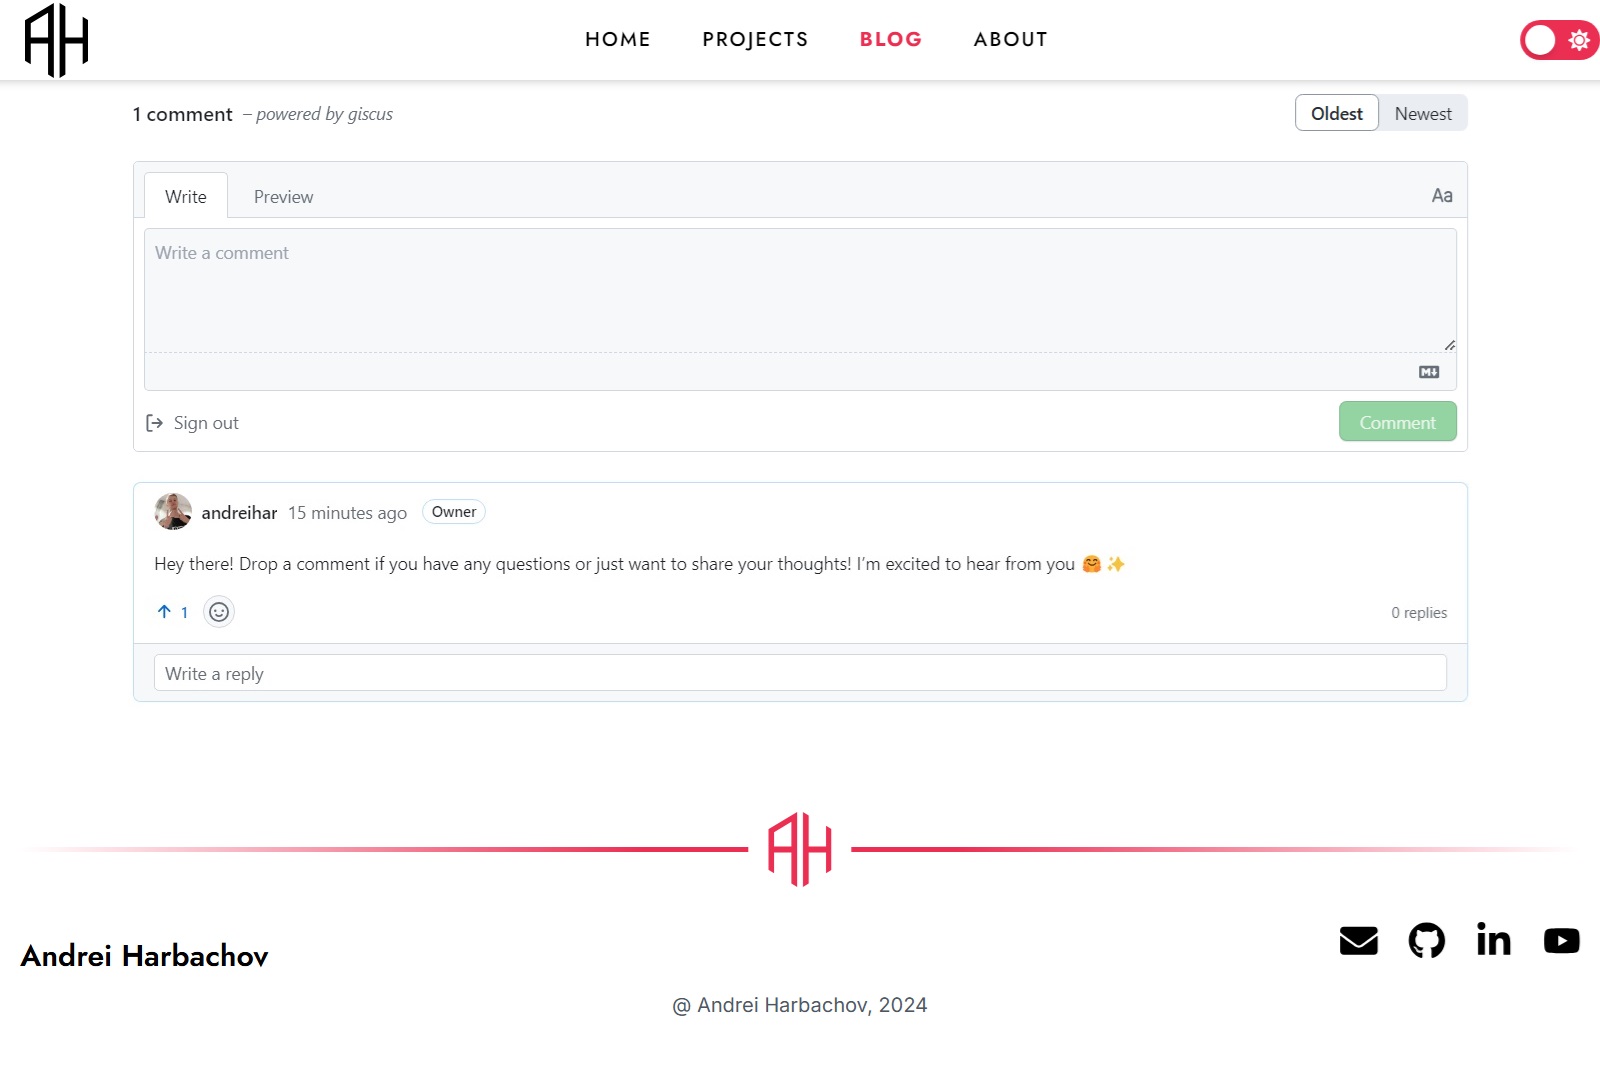 AH
HOME PROJECTS BLOG ABOUT
1 comment – powered by giscus
Oldest Newest
Write Preview Aa
Write a comment
M
Sign out Comment
andreihar 15 minutes ago Owner
Hey there! Drop a comment if you have any questions or just want to share your thoughts! I’m excited to hear from you 🤗 ✨
1 0 replies
Write a reply
AH
Andrei Harbachov
in
@ Andrei Harbachov, 2024